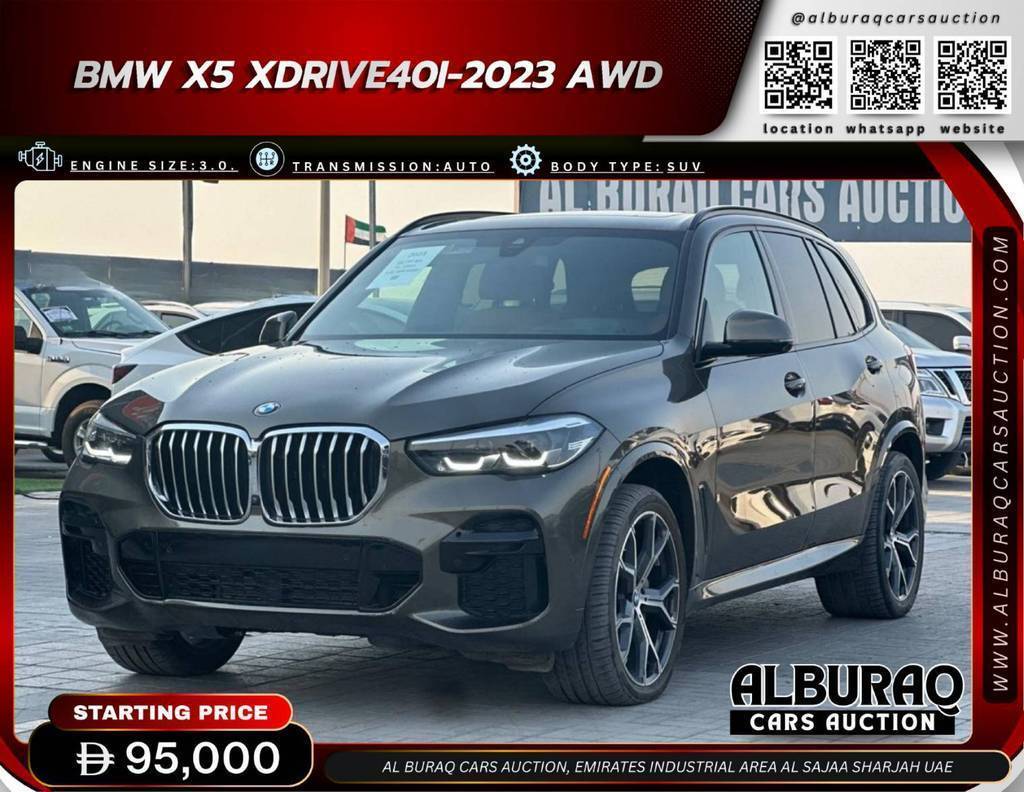 @alburaqcarsauction
BMW X5 XDRIVE40I-2023 AWD
location whatsapp website
ENGINE SIZE:3.0.
TRANSMISSION:AUTO
BODY TYPE: SUV
AL BURAQ CARS AUCTIO
2023
WWW.ALBURAQCARSAUCTION.COM
ALBURAQ
CARS AUCTION
STARTING PRICE
95,000
AL BURAQ CARS AUCTION, EMIRATES INDUSTRIAL AREA AL SAJAA SHARJAH UAE